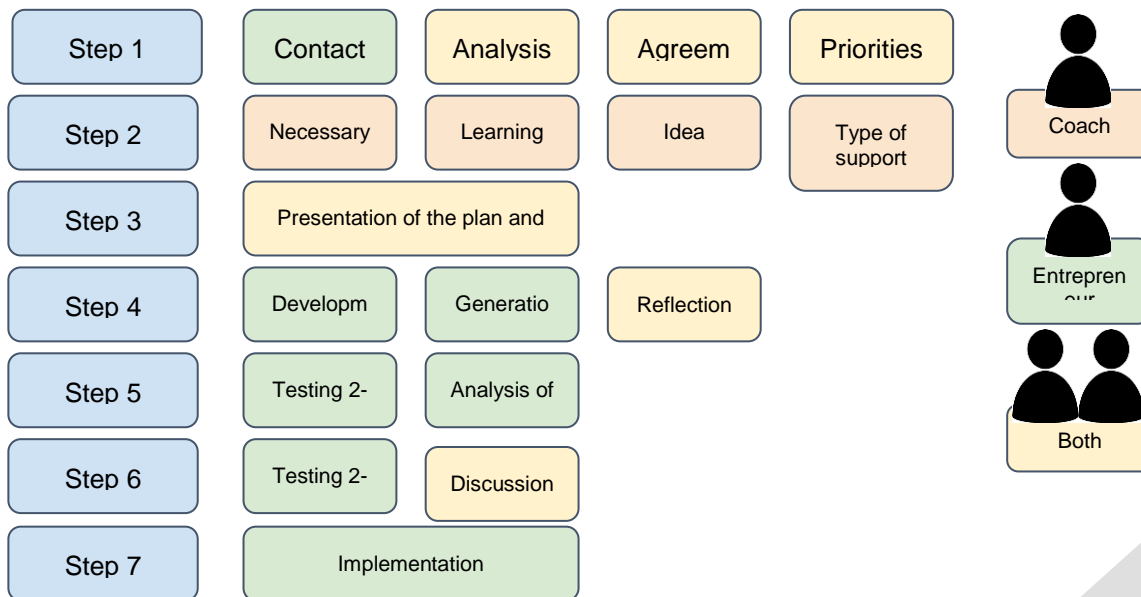 Step 1
Contact
Analysis
Agreem
Priorities
Step 2
Necessary
Learning
Idea
Type of
support
Coach
Step 3
Presentation of the plan and
Step 4
Developm
Generatio
Reflection
Entrepren
eur
Step 5
Testing 2-
Analysis of
Step 6
Testing 2-
Discussion
Both
Step 7
Implementation